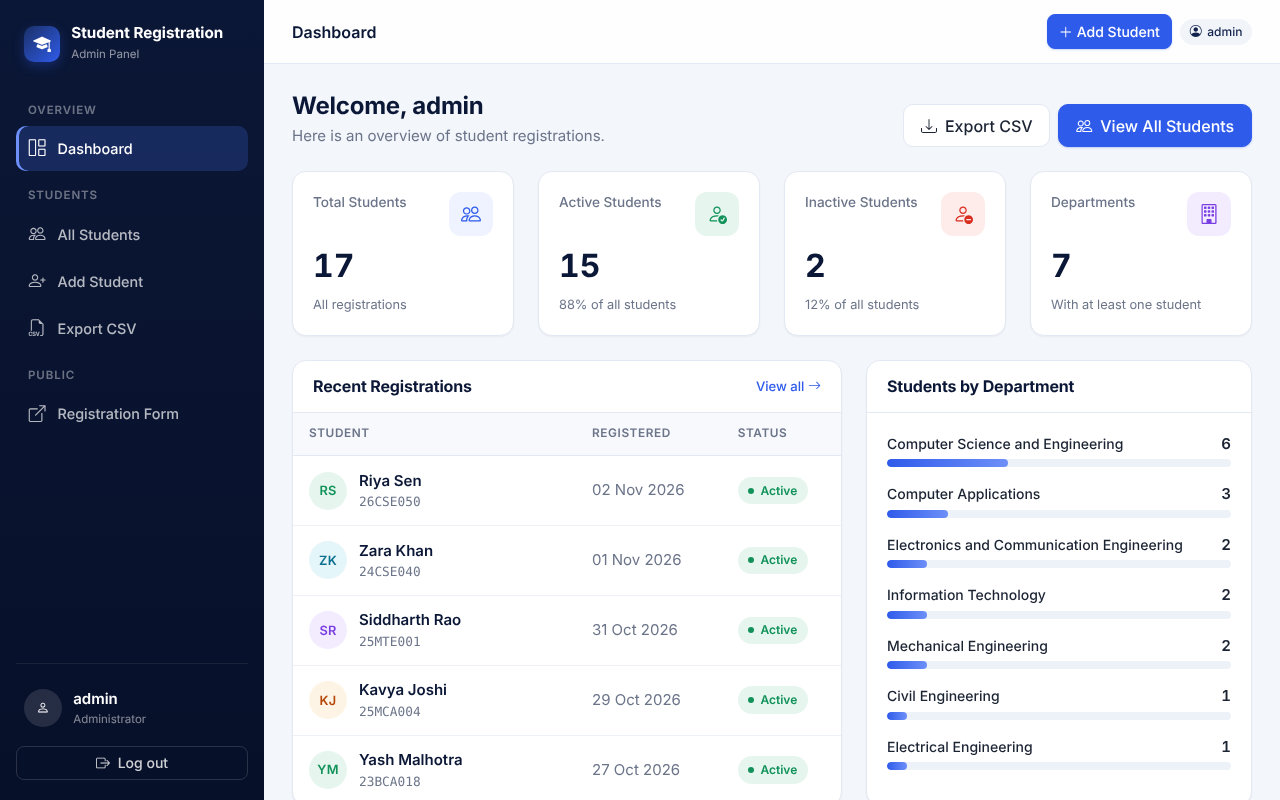 Student Registration
Admin Panel
OVERVIEW
Dashboard
STUDENTS
All Students
Add Student
Export CSV
PUBLIC
Registration Form
admin
Administrator
Log out
Dashboard
Add Student
admin
Welcome, admin
Here is an overview of student registrations.
Export CSV
View All Students
Total Students
17
All registrations
Active Students
15
88% of all students
Inactive Students
2
12% of all students
Departments
7
With at least one student
Recent Registrations
View all →
STUDENT REGISTERED STATUS
RS Riya Sen 02 Nov 2026 Active
26CSE050
ZK Zara Khan 01 Nov 2026 Active
24CSE040
SR Siddharth Rao 31 Oct 2026 Active
25MTE001
KJ Kavya Joshi 29 Oct 2026 Active
25MCA004
YM Yash Malhotra 27 Oct 2026 Active
23BCA018
Students by Department
Computer Science and Engineering 6
Computer Applications 3
Electronics and Communication Engineering 2
Information Technology 2
Mechanical Engineering 2
Civil Engineering 1
Electrical Engineering 1